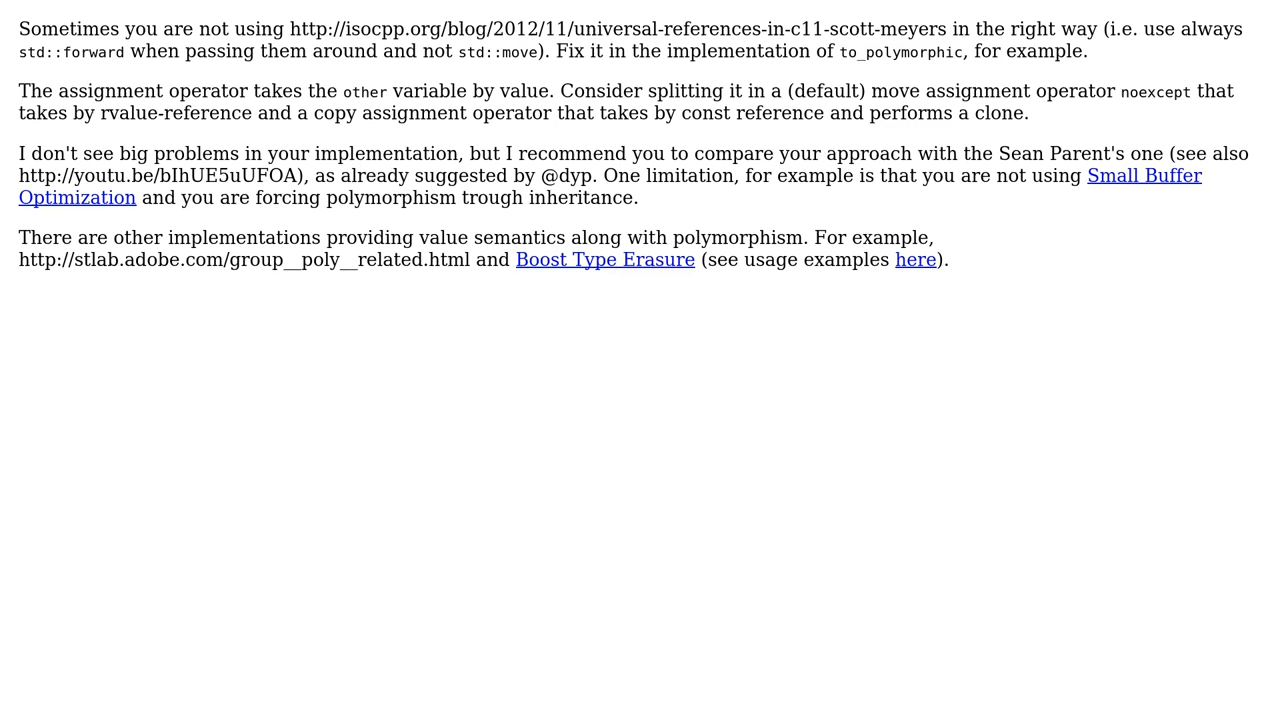 Sometimes you are not using http://isocpp.org/blog/2012/11/universal-references-in-c11-scott-meyers in the right way (i.e. use always
std::forward when passing them around and not std::move). Fix it in the implementation of to_polymorphic, for example.
The assignment operator takes the other variable by value. Consider splitting it in a (default) move assignment operator noexcept that
takes by rvalue-reference and a copy assignment operator that takes by const reference and performs a clone.
I don't see big problems in your implementation, but I recommend you to compare your approach with the Sean Parent's one (see also
http://youtu.be/bIhUE5uUFOA), as already suggested by @dyp. One limitation, for example is that you are not using Small Buffer
Optimization and you are forcing polymorphism trough inheritance.
There are other implementations providing value semantics along with polymorphism. For example,
http://stlab.adobe.com/group__poly__related.html and Boost Type Erasure (see usage examples here).